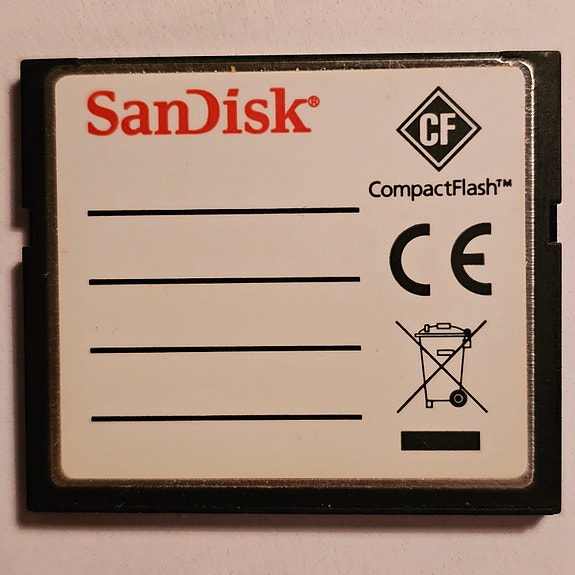 SanDisk®
CF
CompactFlash™
CE